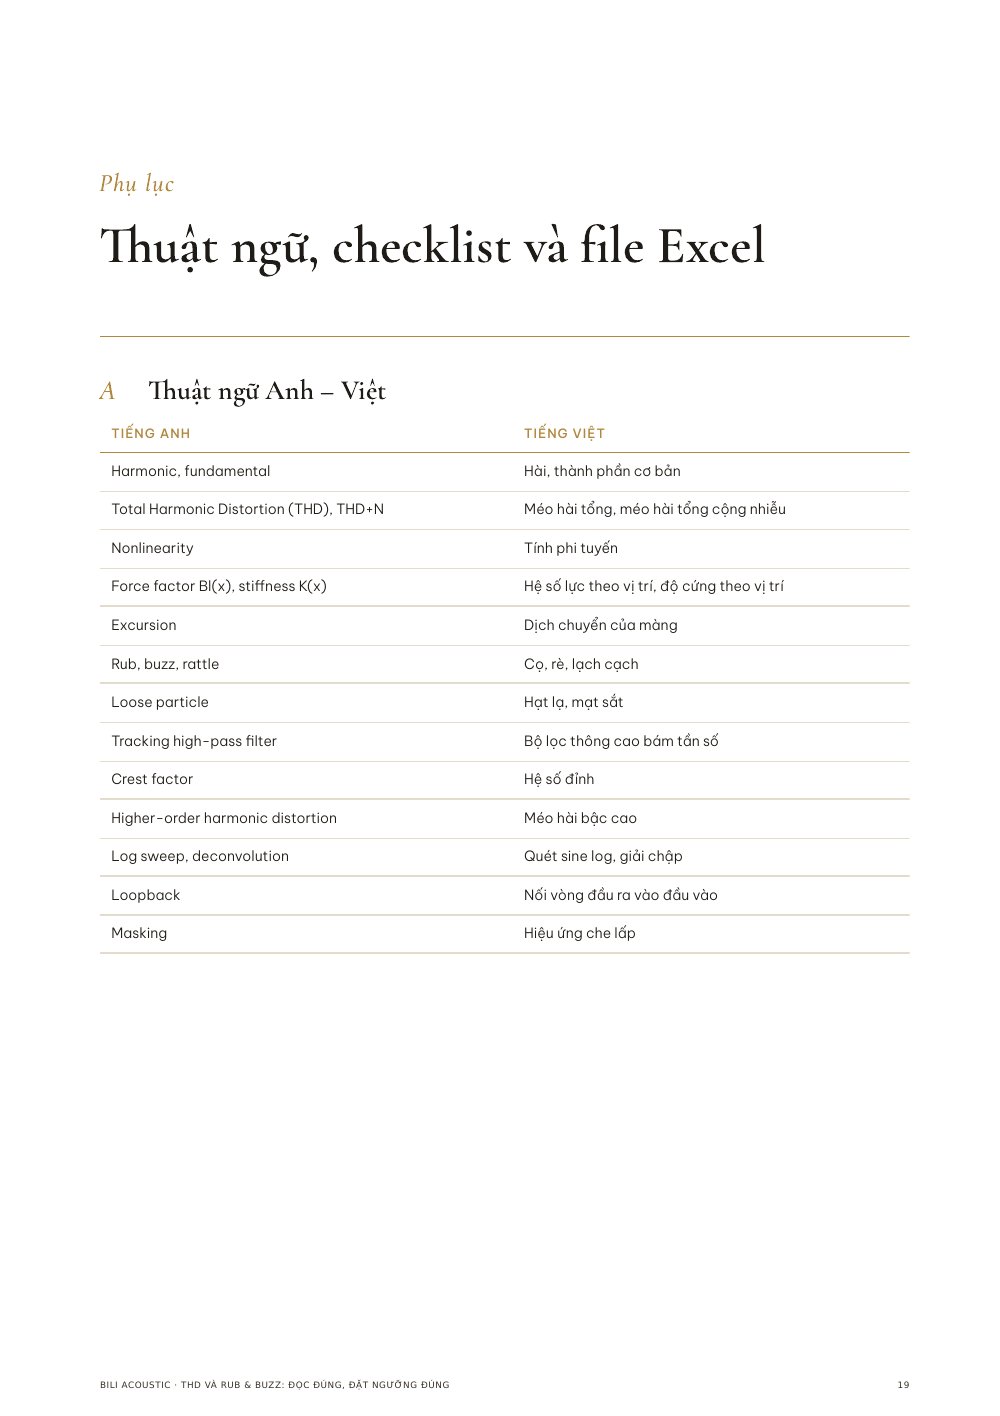 Phụ lục
Thuật ngữ, checklist và file Excel
A Thuật ngữ Anh – Việt
TIẾNG ANH TIẾNG VIỆT
Harmonic, fundamental Hài, thành phần cơ bản
Total Harmonic Distortion (THD), THD+N Méo hài tổng, méo hài tổng cộng nhiễu
Nonlinearity Tính phi tuyến
Force factor Bl(x), stiffness K(x) Hệ số lực theo vị trí, độ cứng theo vị trí
Excursion Dịch chuyển của màng
Rub, buzz, rattle Cọ, rè, lạch cạch
Loose particle Hạt lạ, mạt sắt
Tracking high-pass filter Bộ lọc thông cao bám tần số
Crest factor Hệ số đỉnh
Higher-order harmonic distortion Méo hài bậc cao
Log sweep, deconvolution Quét sine log, giải chập
Loopback Nối vòng đầu ra vào đầu vào
Masking Hiệu ứng che lấp
BILI ACOUSTIC · THD VÀ RUB & BUZZ: ĐỌC ĐÚNG, ĐẶT NGƯỠNG ĐÚNG 19